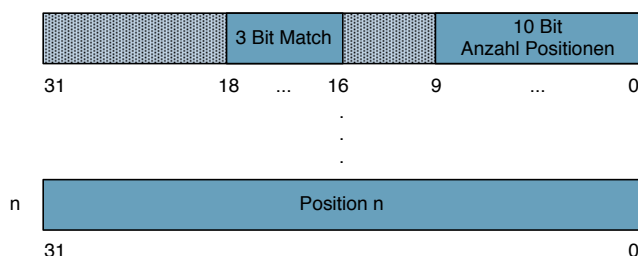 3 Bit Match
10 Bit
Anzahl Positionen
31 18 ... 16 9 ... 0
.
.
.
n Position n
31 0